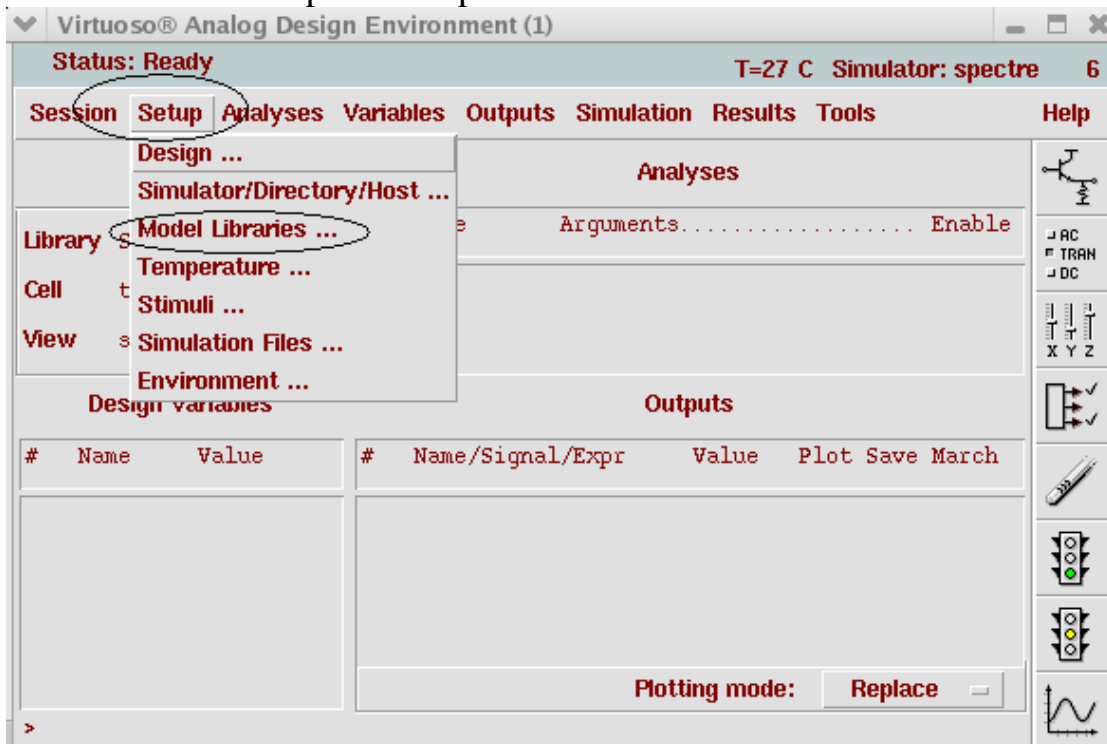 Virtuoso® Analog Design Environment (1)
Status: Ready T=27 C Simulator: spectre 6
Session Setup Analyses Variables Outputs Simulation Results Tools Help
Design ...
Analyses
Simulator/Directory/Host ...
Arguments................... Enable
Library
Model Libraries ...
AC
TRAN
DC
Temperature ...
Cell t
Stimuli ...
View s
Simulation Files ...
X Y Z
Environment ...
Design Variables Outputs
# Name Value # Name/Signal/Expr Value Plot Save March
Plotting mode: Replace
>